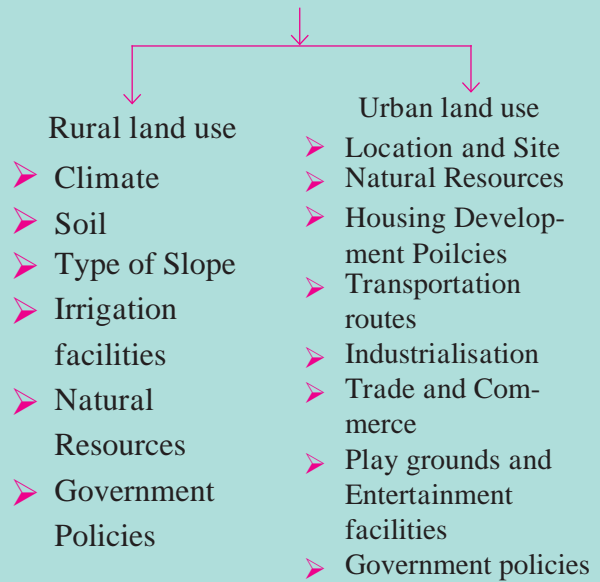 Rural land use
➢ Climate
➢ Soil
➢ Type of Slope
➢ Irrigation
facilities
➢ Natural
Resources
➢ Government
Policies
Urban land use
➢ Location and Site
➢ Natural Resources
➢ Housing Develop-
ment Poilcies
➢ Transportation
routes
➢ Industrialisation
➢ Trade and Com-
merce
➢ Play grounds and
Entertainment
facilities
➢ Government policies